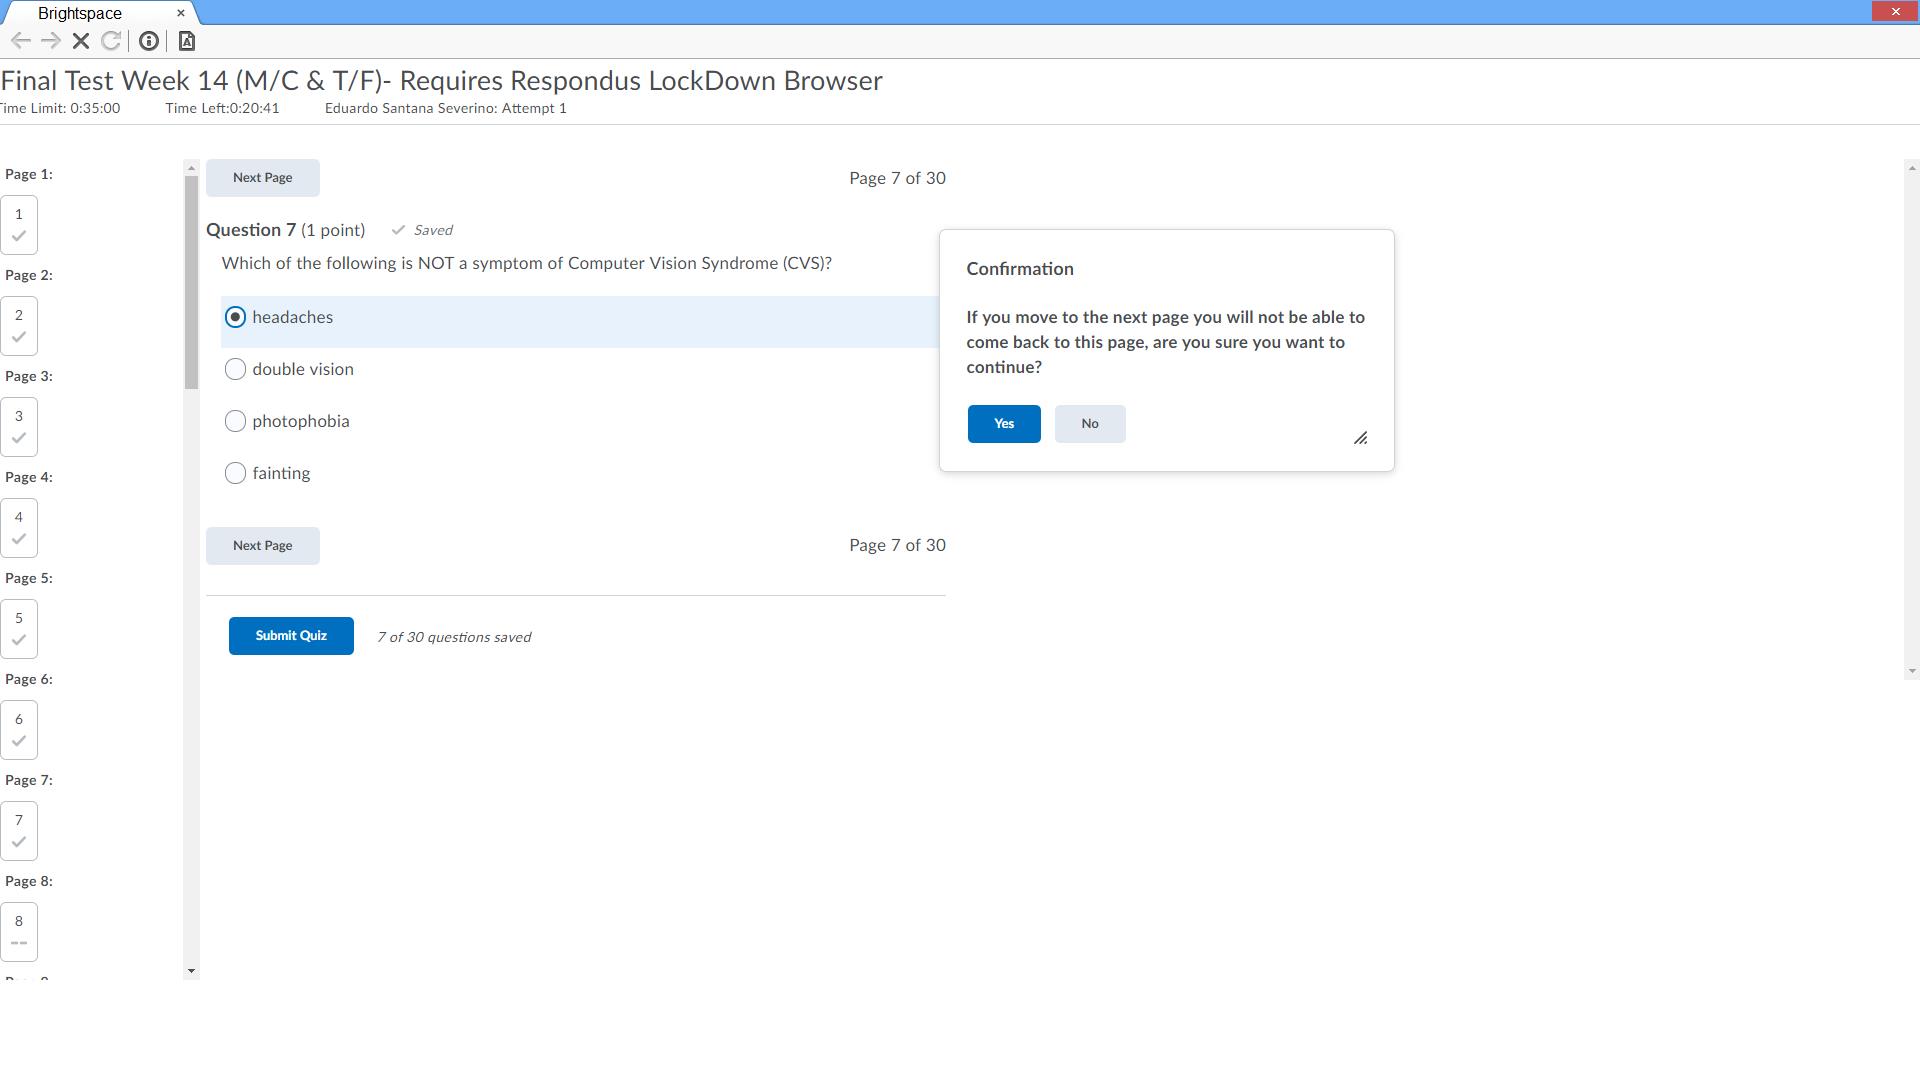 Brightspace
Final Test Week 14 (M/C & T/F)- Requires Respondus LockDown Browser
Time Limit: 0:35:00 Time Left:0:20:41 Eduardo Santana Severino: Attempt 1
Page 1:
1
Page 2:
2
Page 3:
3
Page 4:
4
Page 5:
5
Page 6:
6
Page 7:
7
Page 8:
8
--
Next Page Page 7 of 30
Question 7 (1 point) Saved
Which of the following is NOT a symptom of Computer Vision Syndrome (CVS)?
headaches
double vision
photophobia
fainting
Next Page Page 7 of 30
Submit Quiz 7 of 30 questions saved
Confirmation
If you move to the next page you will not be able to
come back to this page, are you sure you want to
continue?
Yes No